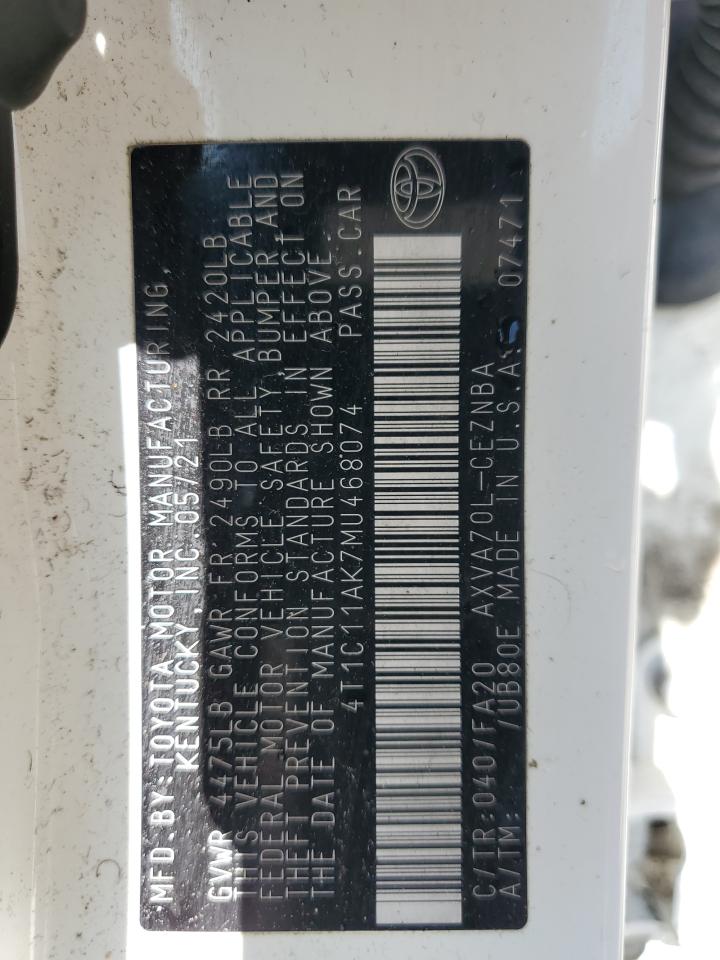 MFD.BY:TOYOTA MOTOR MANUFACTURING,
KENTUCKY,INC.05/21
GVWR 4475LB GAWR FR 2490LB RR 2420LB
THIS VEHICLE CONFORMS TO ALL APPLICABLE
FEDERAL MOTOR VEHICLE SAFETY,BUMPER,AND
THEFT PREVENTION STANDARDS IN EFFECT ON
THE DATE OF MANUFACTURE SHOWN ABOVE.
4T1C11AK7MU468074 PASS.CAR
C/TR:040/FA20 AXVA70L-CEZNBA
A/TM: /UB80E MADE IN U.S.A. 07471